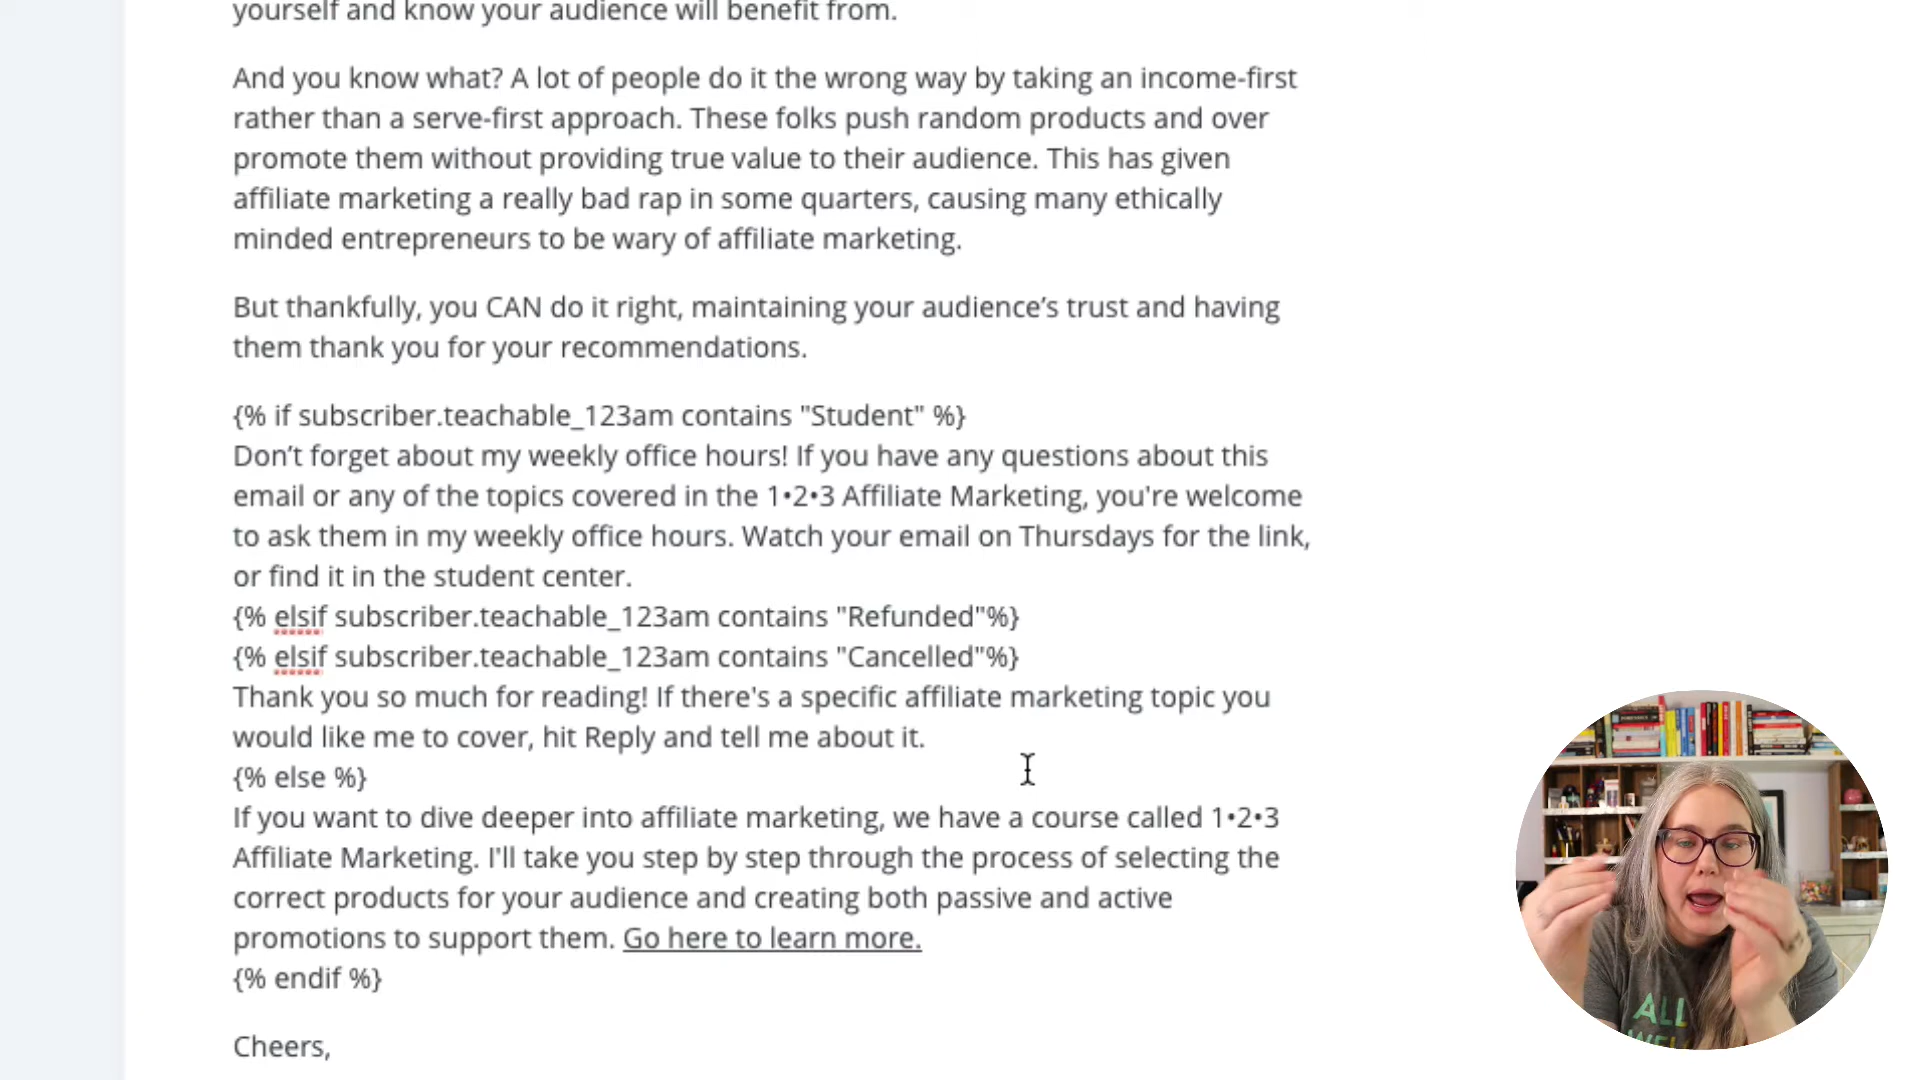 yourself and know your audience will benefit from.
And you know what? A lot of people do it the wrong way by taking an income-first
rather than a serve-first approach. These folks push random products and over
promote them without providing true value to their audience. This has given
affiliate marketing a really bad rap in some quarters, causing many ethically
minded entrepreneurs to be wary of affiliate marketing.
But thankfully, you CAN do it right, maintaining your audience’s trust and having
them thank you for your recommendations.
{% if subscriber.teachable_123am contains "Student" %}
Don’t forget about my weekly office hours! If you have any questions about this
email or any of the topics covered in the 1•2•3 Affiliate Marketing, you're welcome
to ask them in my weekly office hours. Watch your email on Thursdays for the link,
or find it in the student center.
{% elsif subscriber.teachable_123am contains "Refunded"%}
{% elsif subscriber.teachable_123am contains "Cancelled"%}
Thank you so much for reading! If there's a specific affiliate marketing topic you
would like me to cover, hit Reply and tell me about it.
{% else %}
If you want to dive deeper into affiliate marketing, we have a course called 1•2•3
Affiliate Marketing. I'll take you step by step through the process of selecting the
correct products for your audience and creating both passive and active
promotions to support them. Go here to learn more.
{% endif %}
Cheers,
ALL